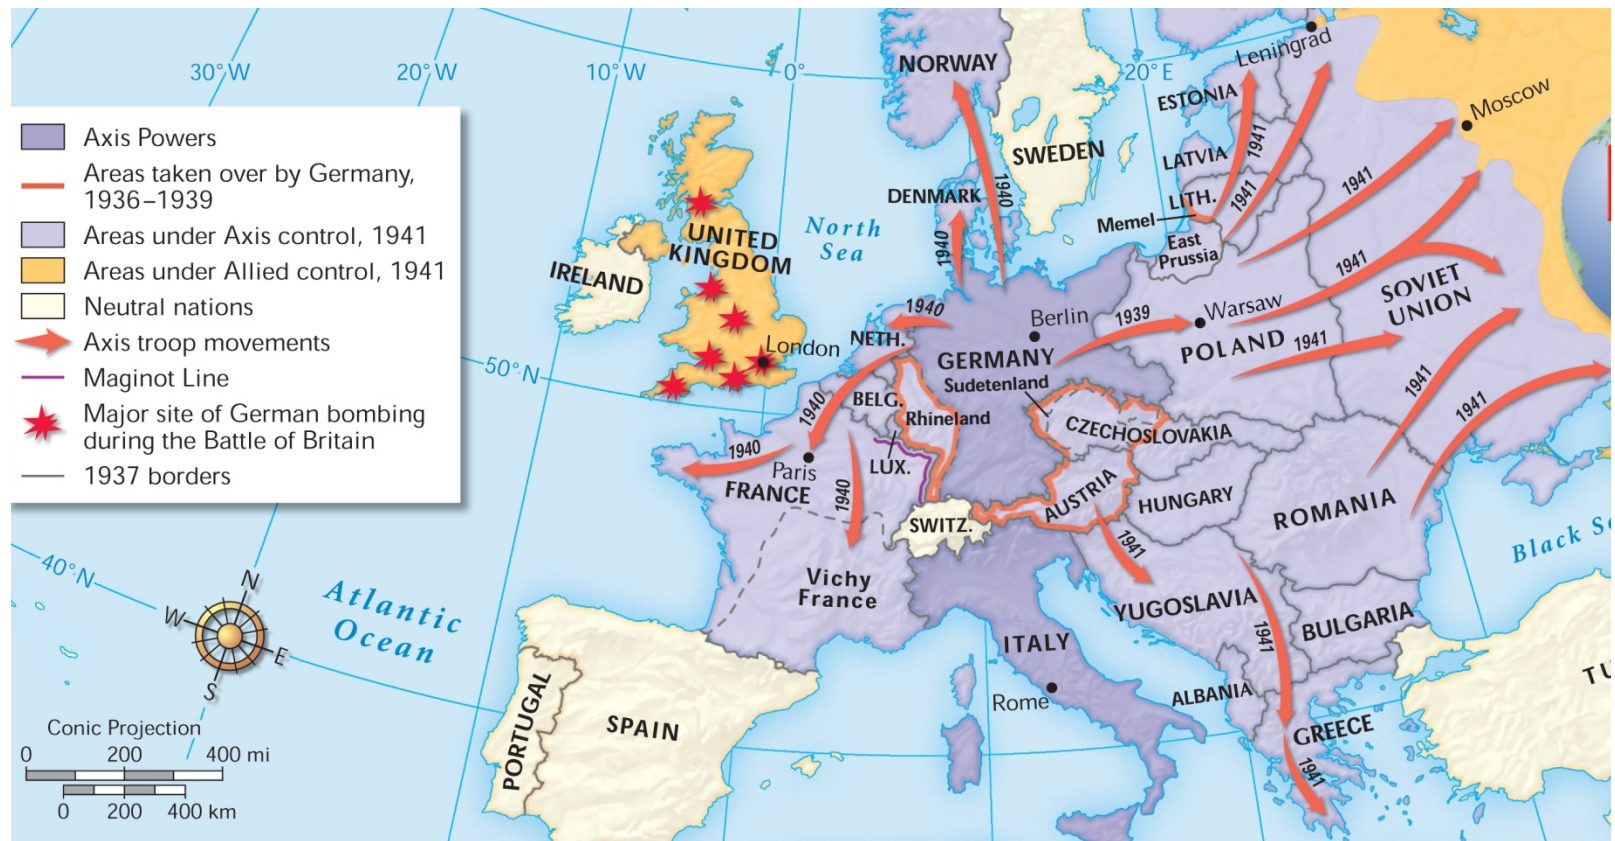 30°W
20°W
10°W
0°
20°E
Leningrad
NORWAY
ESTONIA
Moscow
Axis Powers
Areas taken over by Germany,
1936–1939
Areas under Axis control, 1941
Areas under Allied control, 1941
Neutral nations
Axis troop movements
Maginot Line
Major site of German bombing
during the Battle of Britain
1937 borders
SWEDEN
LATVIA
1941
1941
1941
DENMARK
1940
1940
LITH.
Memel
East
Prussia
North
Sea
UNITED
KINGDOM
IRELAND
1941
SOVIET
UNION
1940
Berlin
1939
Warsaw
London
NETH.
GERMANY
POLAND
1941
50°N
Sudetenland
BELG.
Rhineland
1940
CZECHOSLOVAKIA
1941
1941
1940
Paris
LUX.
FRANCE
1940
AUSTRIA
HUNGARY
ROMANIA
SWITZ.
1941
Black S
40°N
N
W
E
S
Atlantic
Ocean
Vichy
France
YUGOSLAVIA
BULGARIA
1941
ITALY
Rome
ALBANIA
TU
PORTUGAL
SPAIN
GREECE
1941
Conic Projection
0 200 400 mi
0 200 400 km